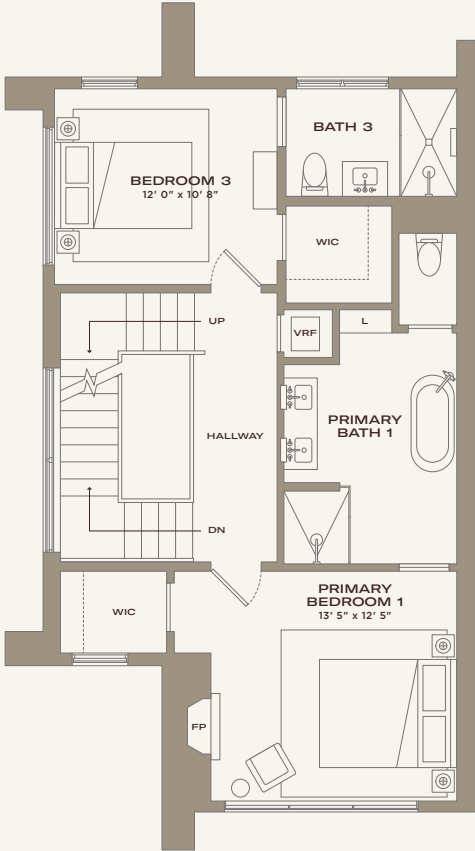 BATH 3
BEDROOM 3
12' 0" x 10' 8"
WIC
UP
VRF
L
PRIMARY
BATH 1
HALLWAY
DN
PRIMARY
BEDROOM 1
13' 5" x 12' 5"
WIC
FP